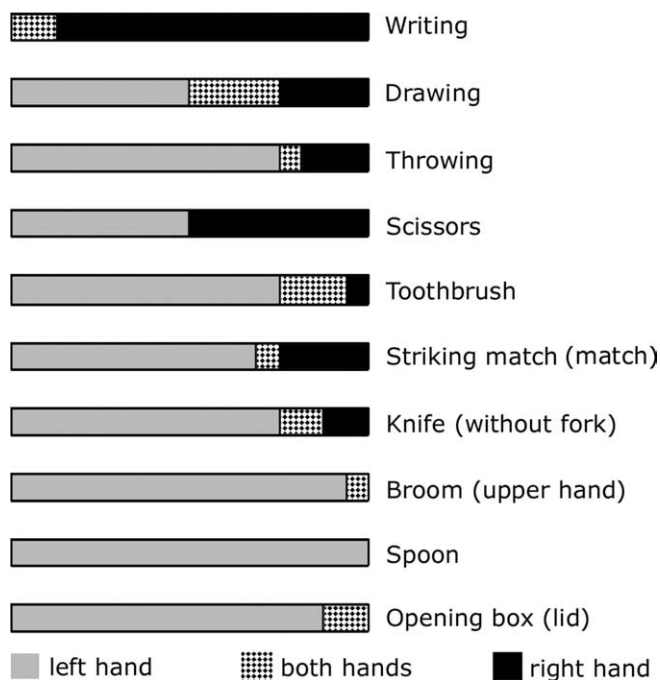 Writing
Drawing
Throwing
Scissors
Toothbrush
Striking match (match)
Knife (without fork)
Broom (upper hand)
Spoon
Opening box (lid)
left hand both hands right hand